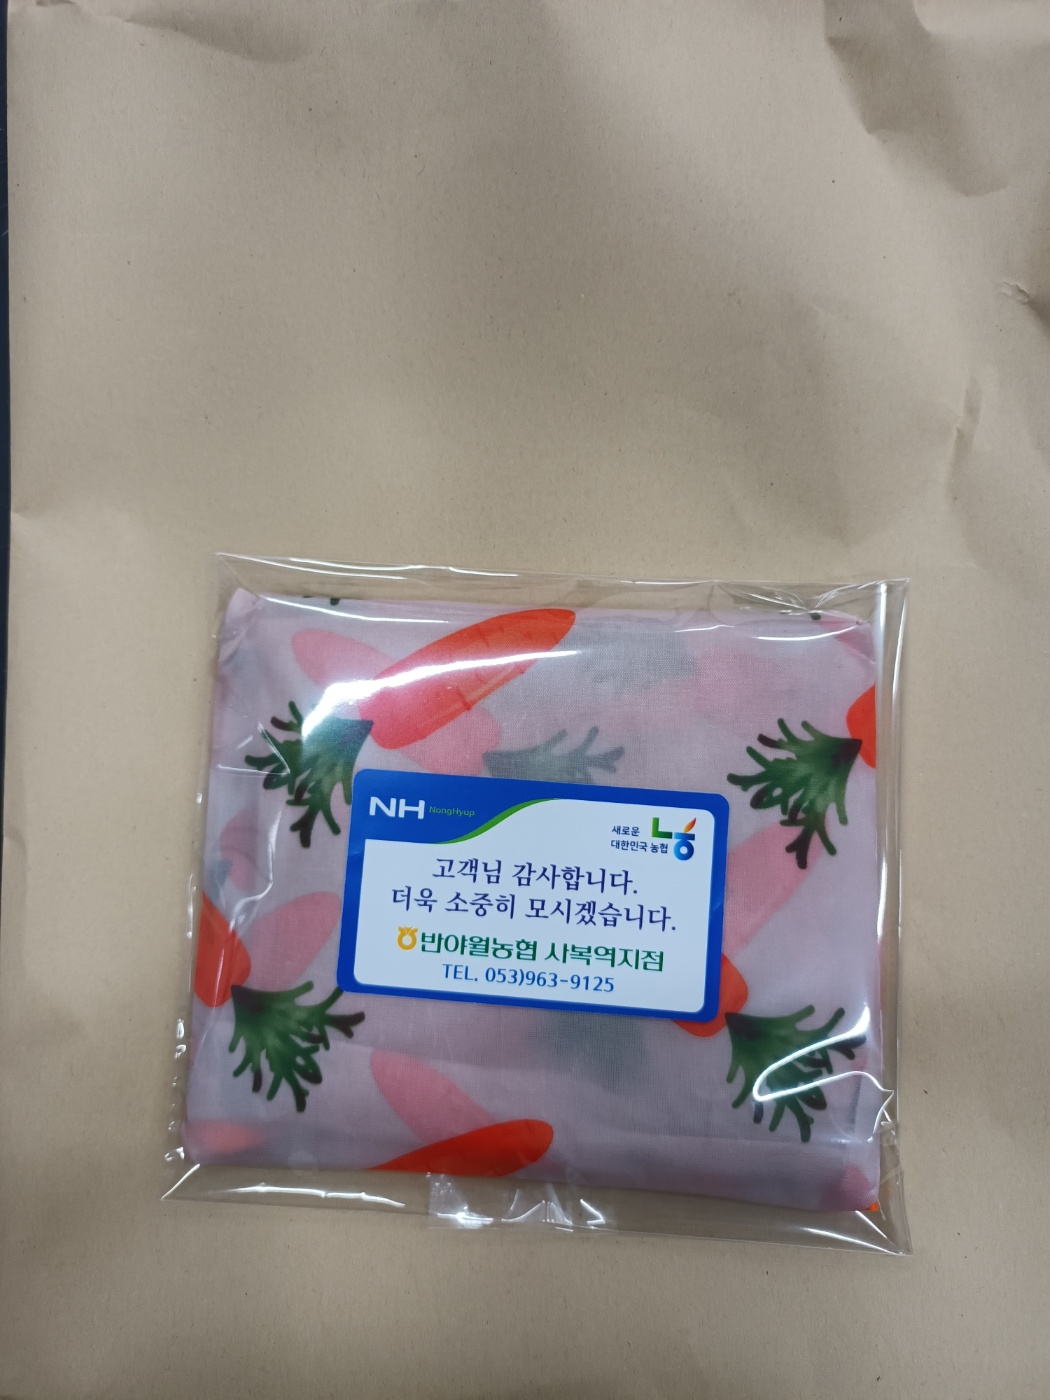 NH NongHyup
새로운
대한민국 농협
농
고객님 감사합니다.
더욱 소중히 모시겠습니다.
반야월농협 사복역지점
TEL. 053)963-9125